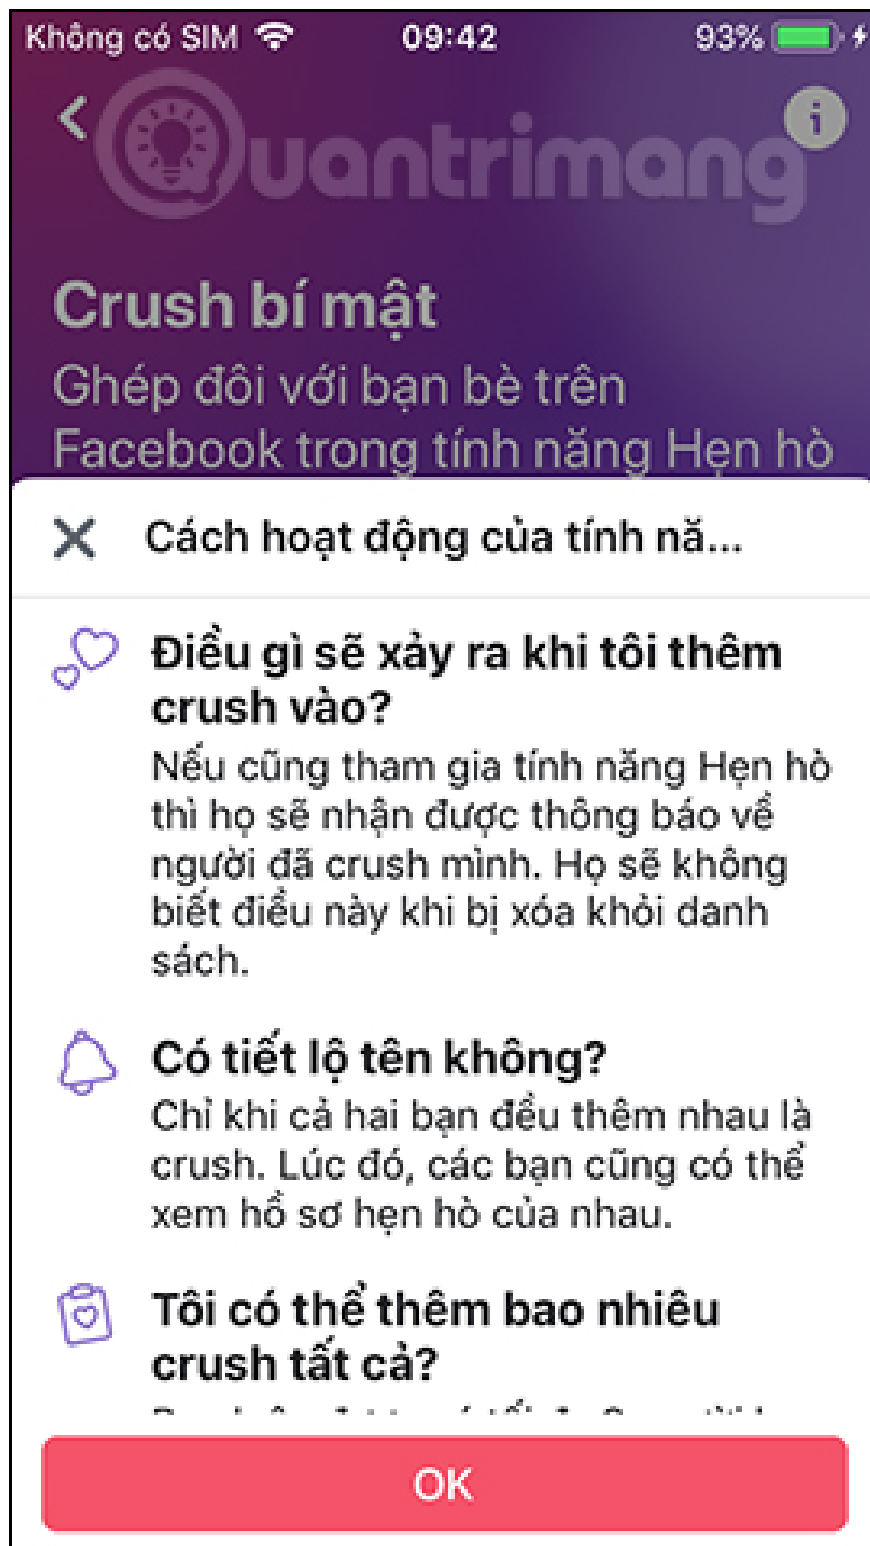 Không có SIM 09:42 93%
Quantrimang
Crush bí mật
Ghép đôi với bạn bè trên
Facebook trong tính năng Hẹn hò
Cách hoạt động của tính nă...
Điều gì sẽ xảy ra khi tôi thêm
crush vào?
Nếu cũng tham gia tính năng Hẹn hò
thì họ sẽ nhận được thông báo về
người đã crush mình. Họ sẽ không
biết điều này khi bị xóa khỏi danh
sách.
Có tiết lộ tên không?
Chỉ khi cả hai bạn đều thêm nhau là
crush. Lúc đó, các bạn cũng có thể
xem hồ sơ hẹn hò của nhau.
Tôi có thể thêm bao nhiêu
crush tất cả?
OK